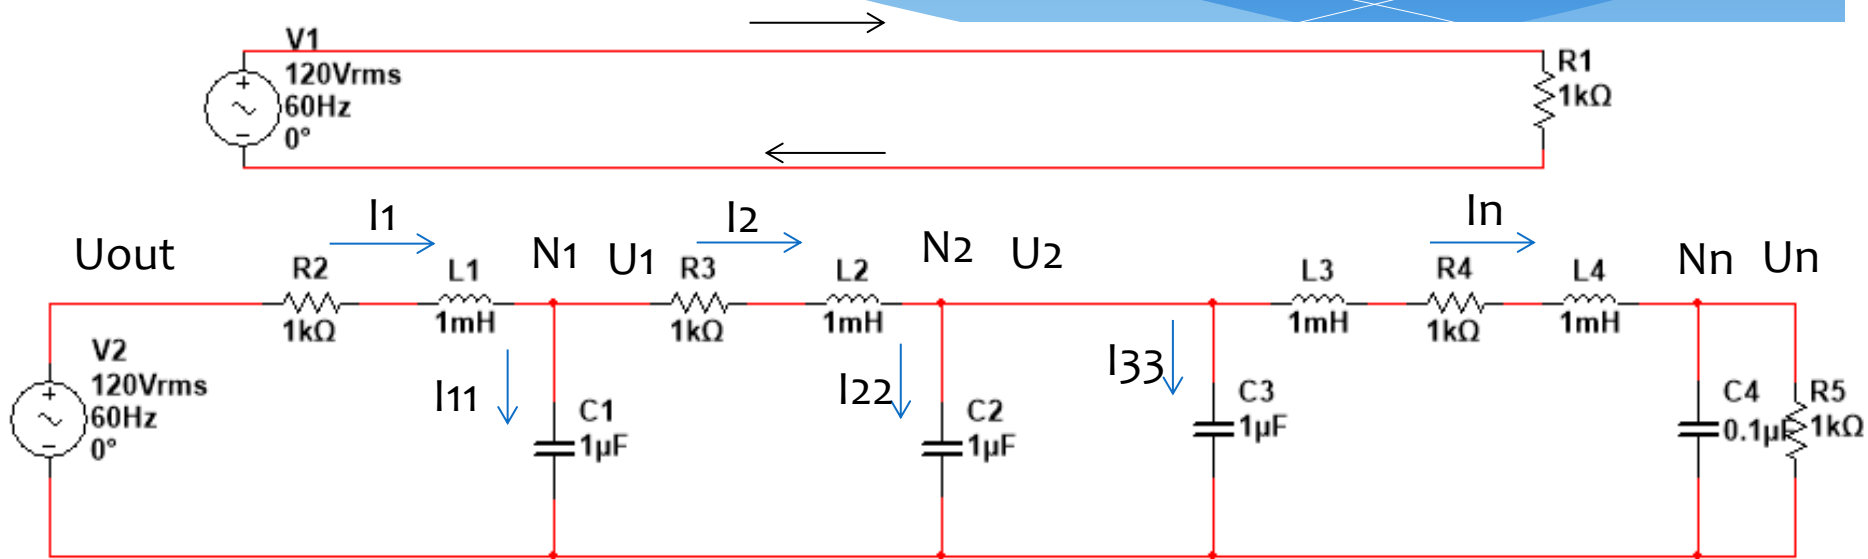 V1
120Vrms
60Hz
0°
R1
1kΩ
Uout
I1
N1
U1
I2
N2
U2
In
Nn
Un
R2
1kΩ
L1
1mH
R3
1kΩ
L2
1mH
L3
1mH
R4
1kΩ
L4
1mH
V2
120Vrms
60Hz
0°
I11
C1
1µF
I22
C2
1µF
I33
C3
1µF
C4
0.1µF
R5
1kΩ